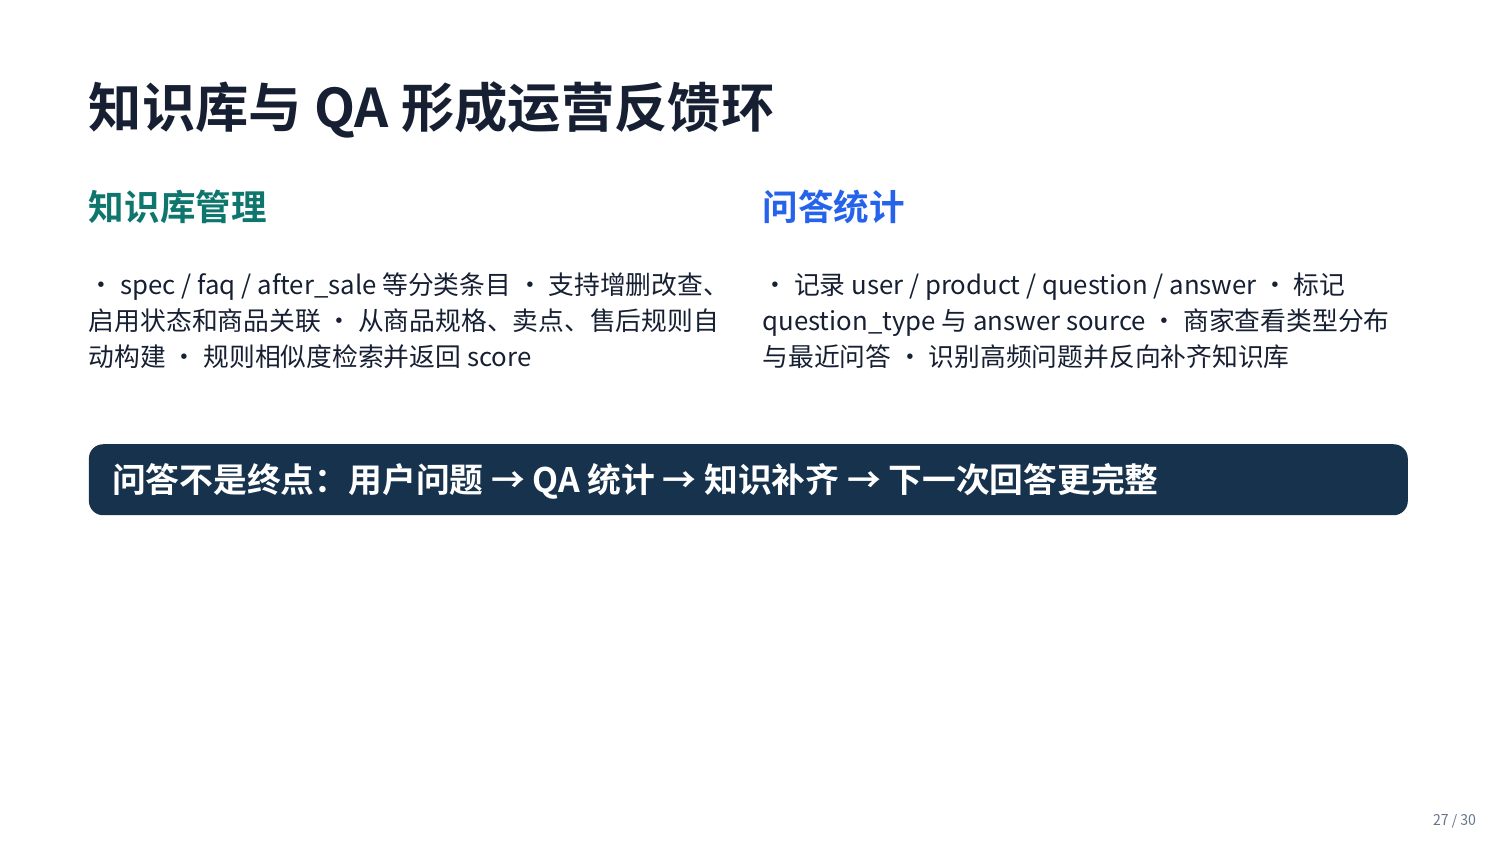 知识库与 QA 形成运营反馈环
知识库管理
• spec / faq / after_sale 等分类条目 • 支持增删改查、
启用状态和商品关联 • 从商品规格、卖点、售后规则自
动构建 • 规则相似度检索并返回 score
问答统计
• 记录 user / product / question / answer • 标记
question_type 与 answer source • 商家查看类型分布
与最近问答 • 识别高频问题并反向补齐知识库
问答不是终点：用户问题 → QA 统计 → 知识补齐 → 下一次回答更完整
27 / 30